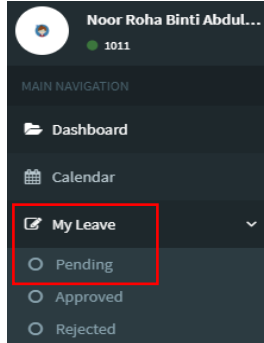 Noor Roha Binti Abdul...
1011
MAIN NAVIGATION
Dashboard
Calendar
My Leave
Pending
Approved
Rejected